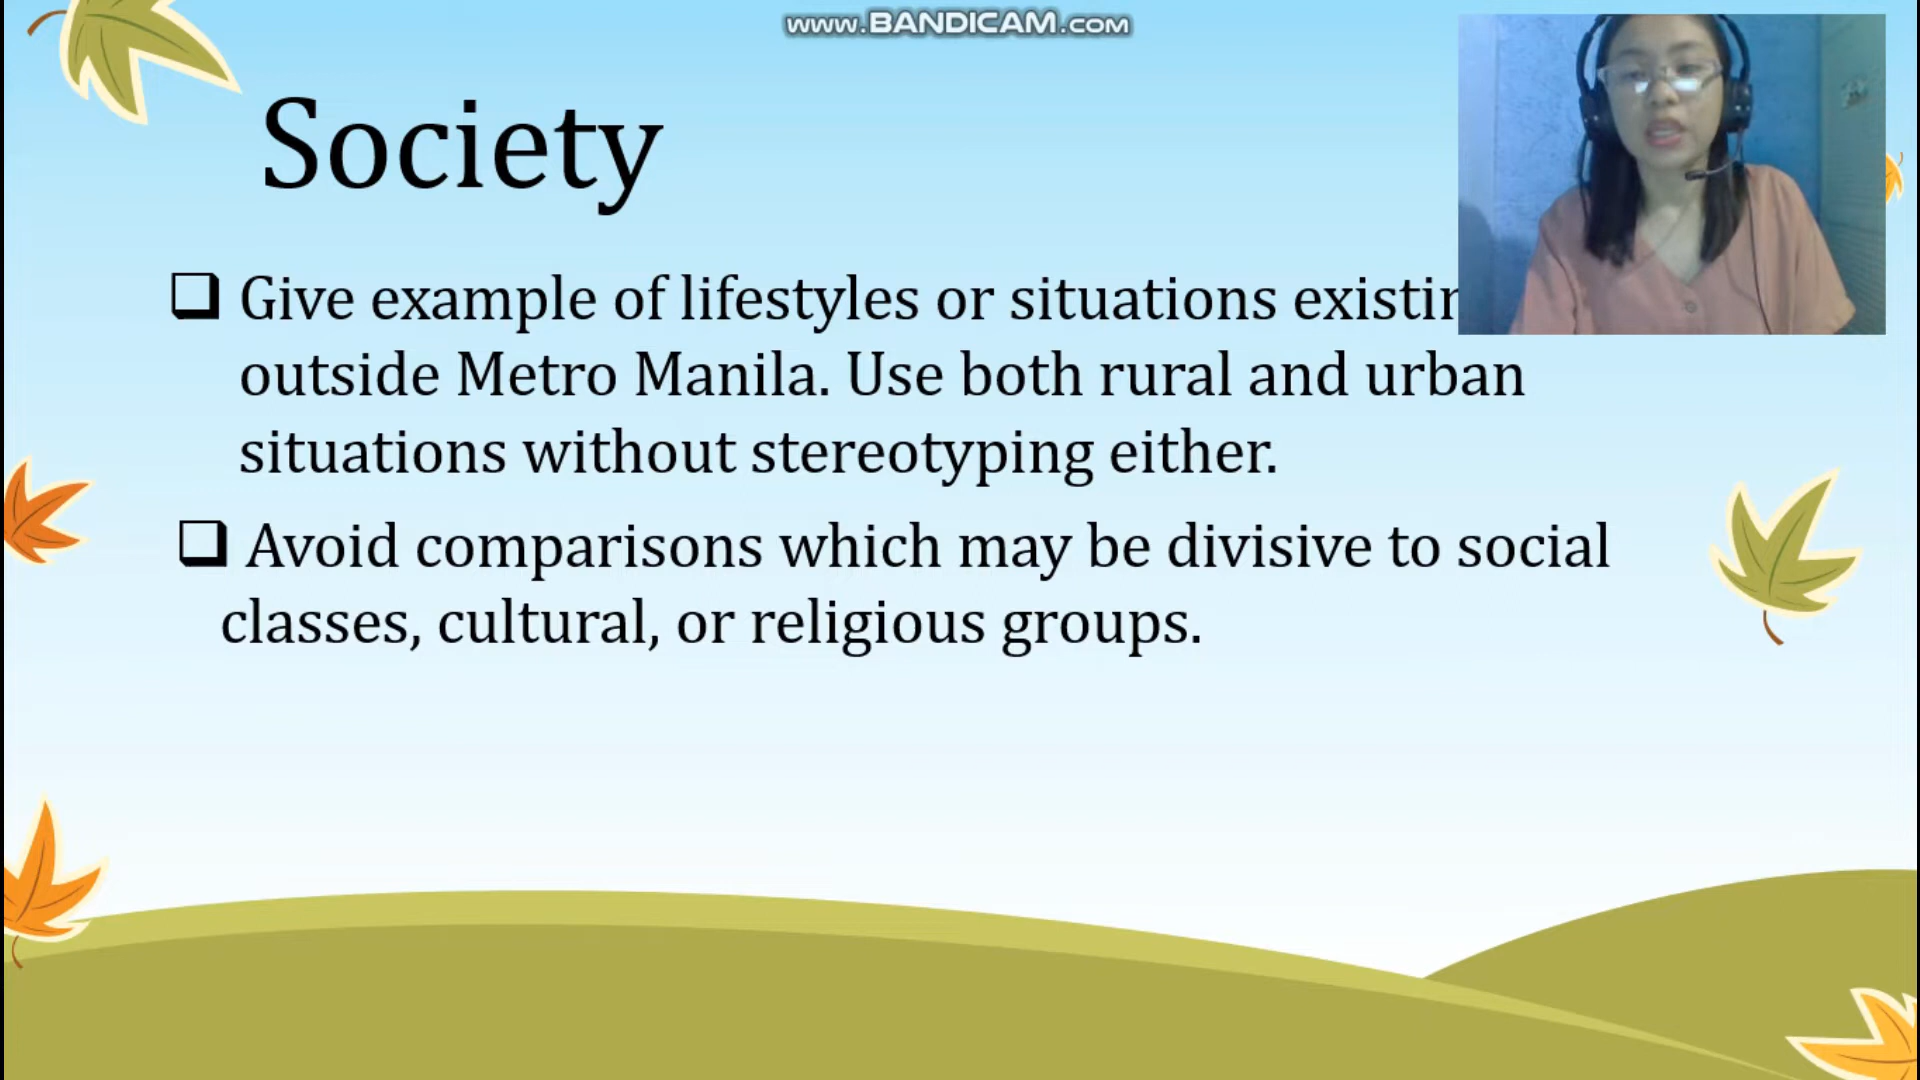 www.BANDICAM.com
Society
Give example of lifestyles or situations
outside Metro Manila. Use both rural and urban
situations without stereotyping either.
Avoid comparisons which may be divisive to social
classes, cultural, or religious groups.